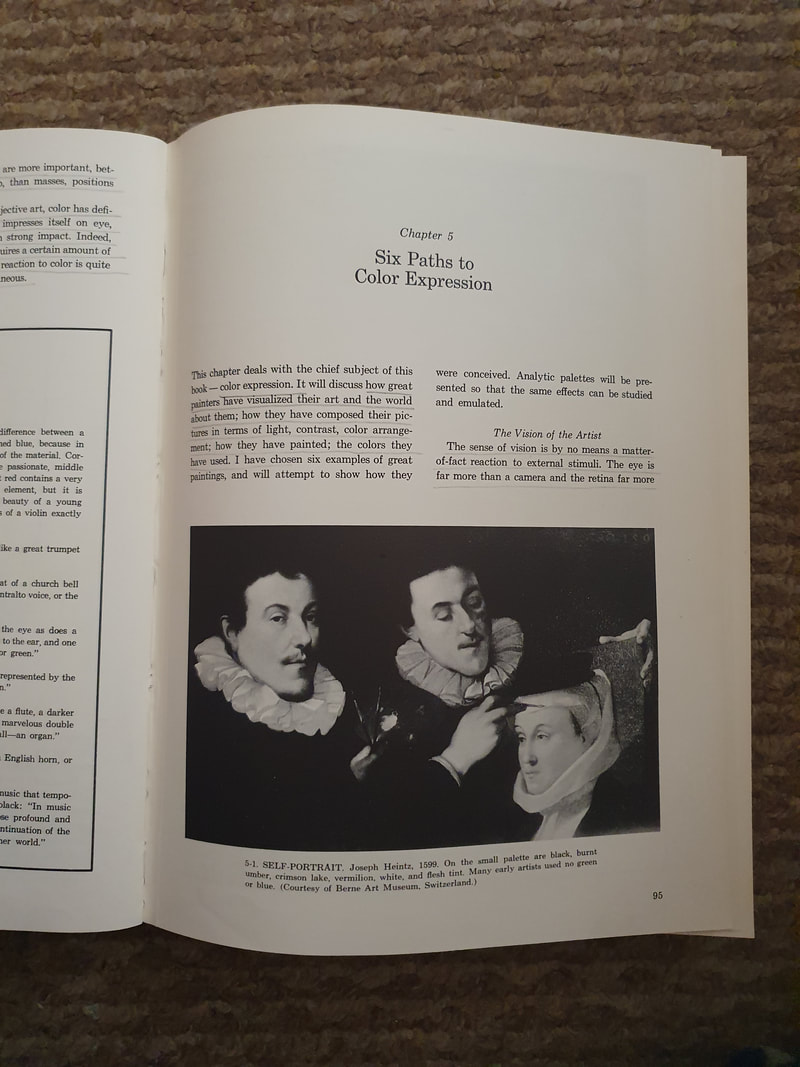 are more important, bet-
than masses, positions
jective art, color has defi-
impresses itself on eye,
strong impact. Indeed,
uires a certain amount of
reaction to color is quite
neous.
difference between a
ned blue, because in
of the material. Cor-
passionate, middle
red contains a very
element, but it is
beauty of a young
of a violin exactly
ike a great trumpet
at of a church bell
ntralto voice, or the
the eye as does a
to the ear, and one
or green."
represented by the
n."
a flute, a darker
marvelous double
all—an organ."
English horn, or
music that tempo-
black: "In music
se profound and
ntinuation of the
ner world."
Chapter 5
Six Paths to
Color Expression
This chapter deals with the chief subject of this
book — color expression. It will discuss how great
painters have visualized their art and the world
about them; how they have composed their pic-
tures in terms of light, contrast, color arrange-
ment; how they have painted; the colors they
have used. I have chosen six examples of great
paintings, and will attempt to show how they
were conceived. Analytic palettes will be pre-
sented so that the same effects can be studied
and emulated.
The Vision of the Artist
The sense of vision is by no means a matter-
of-fact reaction to external stimuli. The eye is
far more than a camera and the retina far more
5-1. SELF-PORTRAIT. Joseph Heintz, 1599. On the small palette are black, burnt
umber, crimson lake, vermilion, white, and flesh tint. Many early artists used no green
or blue. (Courtesy of Berne Art Museum, Switzerland.)
95